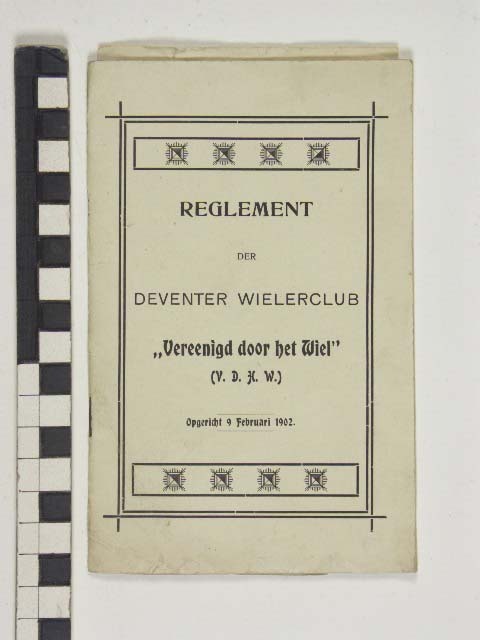 REGLEMENT
DER
DEVENTER WIELERCLUB
„Vereenigd door het Wiel”
(V. D. H. W.)
Opgericht 9 Februari 1902.